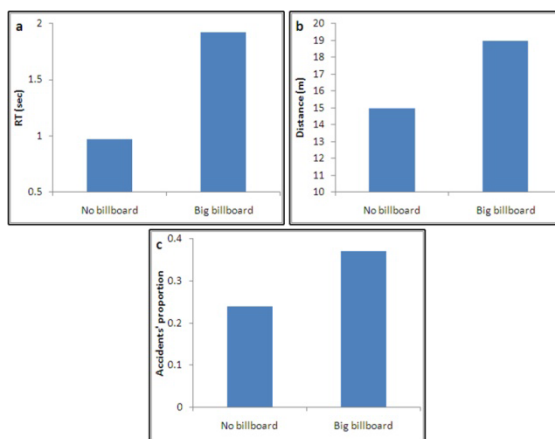 a
RT (sec)
2
1.5
1
0.5
No billboard
Big billboard
b
Distance (m)
20
19
18
17
16
15
14
13
12
11
10
No billboard
Big billboard
c
Accidents' proportion
0.4
0.3
0.2
0.1
0
No billboard
Big billboard